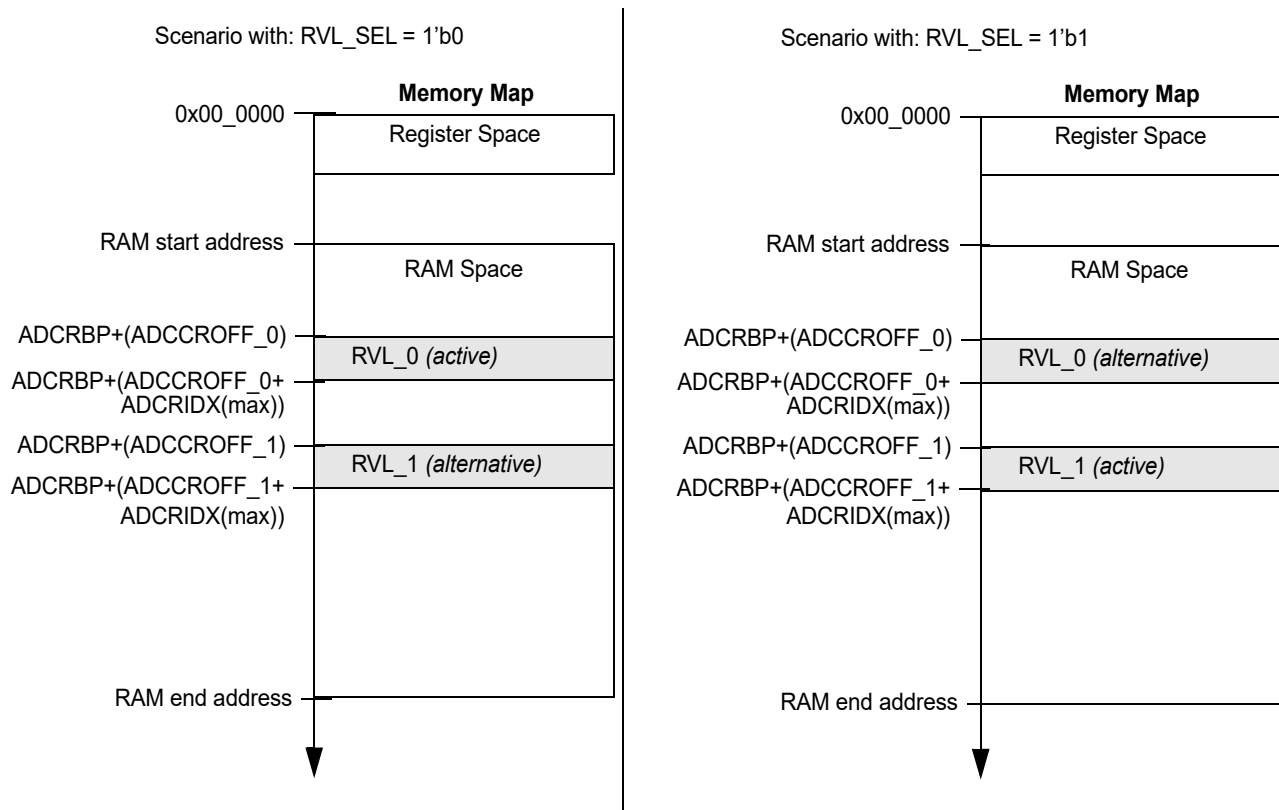 Scenario with: RVL_SEL = 1'b0
Memory Map
0x00_0000
Register Space
RAM start address
RAM Space
ADCRBP+(ADCCROFF_0)
RVL_0 (active)
ADCRBP+(ADCCROFF_0+
ADCRIDX(max))
ADCRBP+(ADCCROFF_1)
RVL_1 (alternative)
ADCRBP+(ADCCROFF_1+
ADCRIDX(max))
RAM end address
Scenario with: RVL_SEL = 1'b1
Memory Map
0x00_0000
Register Space
RAM start address
RAM Space
ADCRBP+(ADCCROFF_0)
RVL_0 (alternative)
ADCRBP+(ADCCROFF_0+
ADCRIDX(max))
ADCRBP+(ADCCROFF_1)
RVL_1 (active)
ADCRBP+(ADCCROFF_1+
ADCRIDX(max))
RAM end address